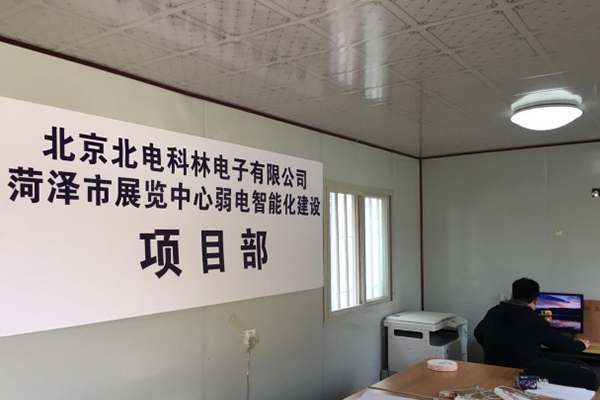 北京北电科林电子有限公司
菏泽市展览中心弱电智能化建设
项目部